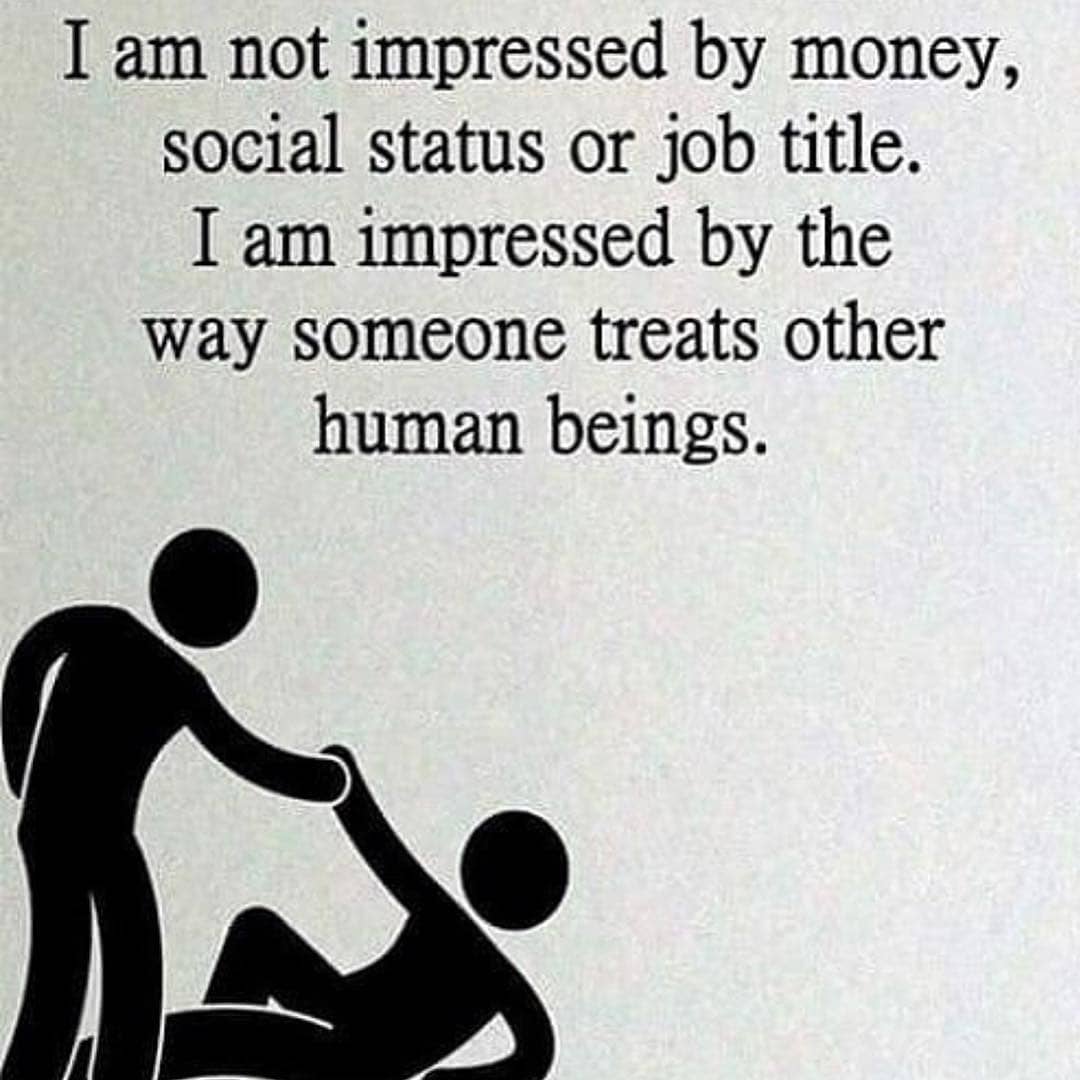 I am not impressed by money,
social status or job title.
I am impressed by the
way someone treats other
human beings.